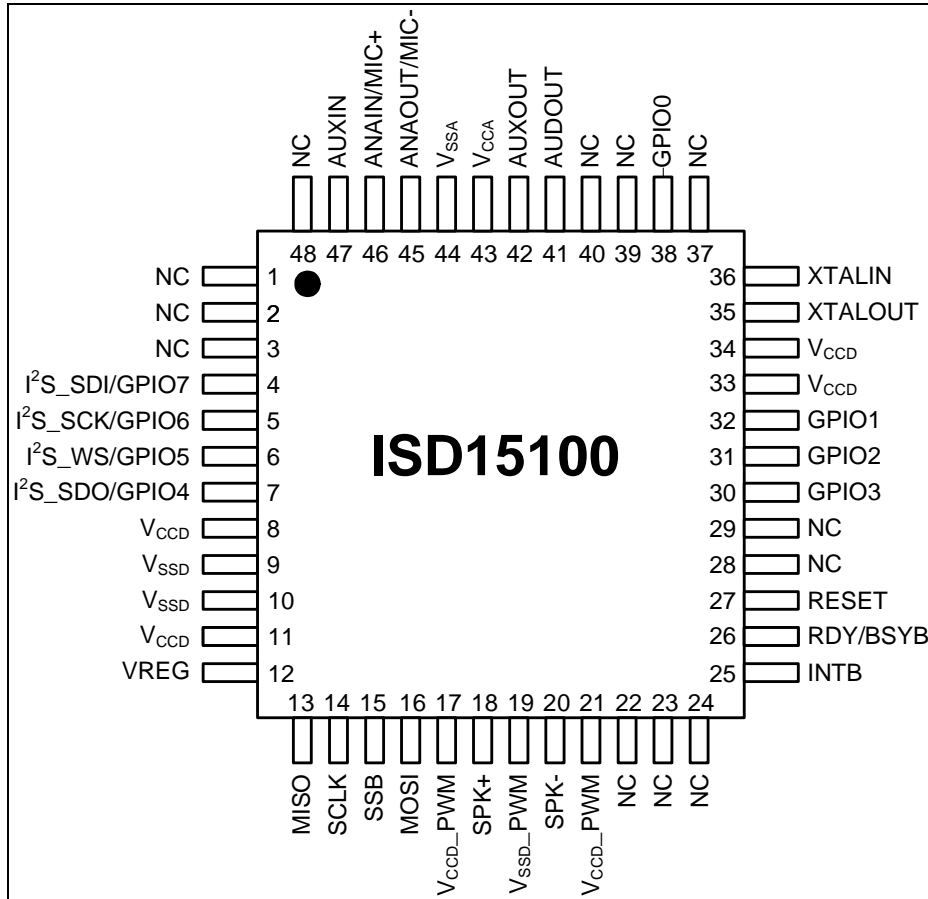 NC
AUXIN
ANAIN/MIC+
ANAOUT/MIC-
VSSA
VCCA
AUXOUT
AUDOUT
NC
NC
GPIO0
NC
48 47 46 45 44 43 42 41 40 39 38 37
NC 1
NC 2
NC 3
I²S_SDI/GPIO7 4
I²S_SCK/GPIO6 5
I²S_WS/GPIO5 6
I²S_SDO/GPIO4 7
VCCD 8
VSSD 9
VSSD 10
VCCD 11
VREG 12
ISD15100
36 XTALIN
35 XTALOUT
34 VCCD
33 VCCD
32 GPIO1
31 GPIO2
30 GPIO3
29 NC
28 NC
27 RESET
26 RDY/BSYB
25 INTB
13 14 15 16 17 18 19 20 21 22 23 24
MISO
SCLK
SSB
MOSI
VCCD_PWM
SPK+
VSSD_PWM
SPK-
VCCD_PWM
NC
NC
NC